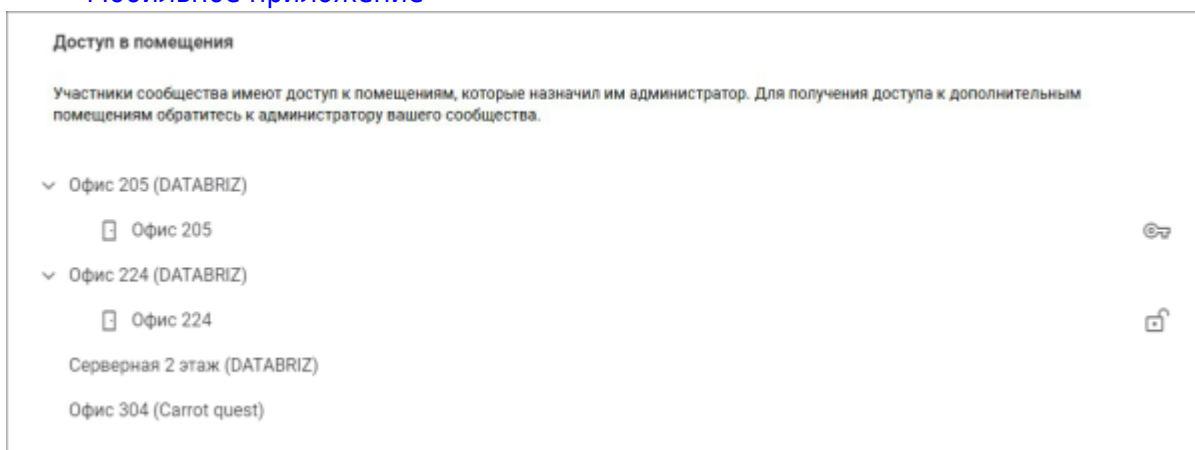 Мобильное приложение
Доступ в помещения
Участники сообщества имеют доступ к помещениям, которые назначил им администратор. Для получения доступа к дополнительным
помещениям обратитесь к администратору вашего сообщества.
Офис 205 (DATABRIZ)
Офис 205
Офис 224 (DATABRIZ)
Офис 224
Серверная 2 этаж (DATABRIZ)
Офис 304 (Carrot quest)